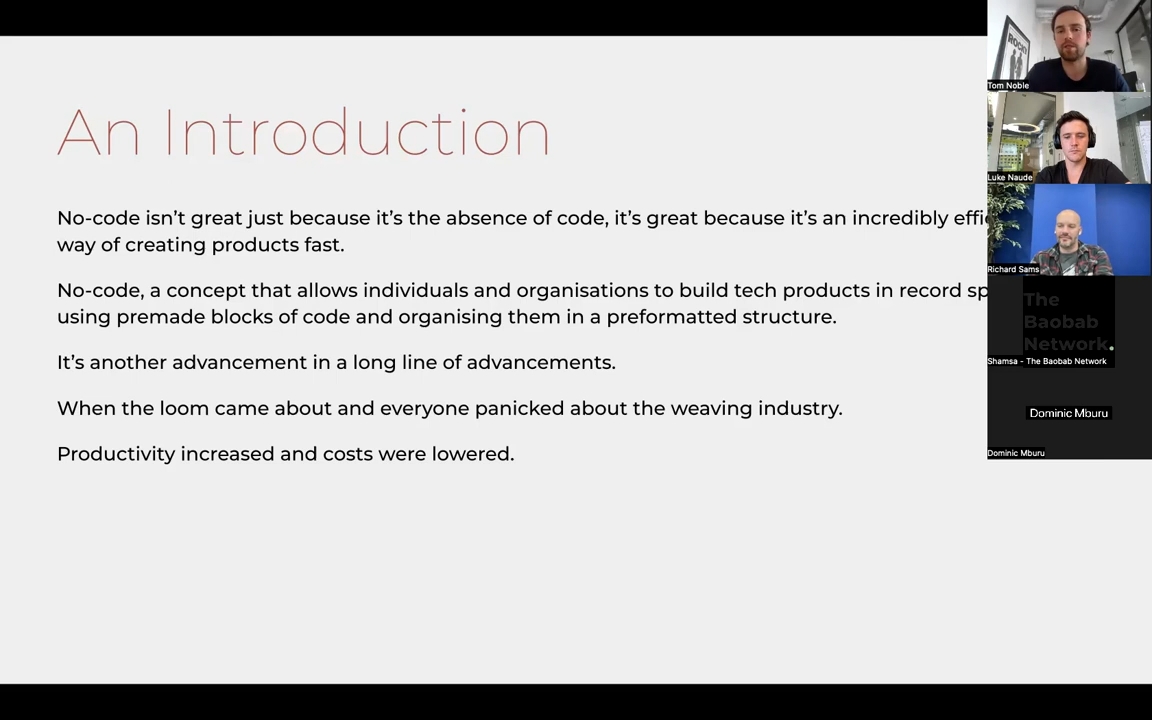 An Introduction
No-code isn’t great just because it’s the absence of code, it’s great because it’s an incredibly
way of creating products fast.
No-code, a concept that allows individuals and organisations to build tech products in record
using premade blocks of code and organising them in a preformatted structure.
It’s another advancement in a long line of advancements.
When the loom came about and everyone panicked about the weaving industry.
Productivity increased and costs were lowered.
ROCKY
Tom Noble
Luke Naude
Richard Sams
The
Baobab
Network.
Shamsa - The Baobab Network
Dominic Mburu
Dominic Mburu